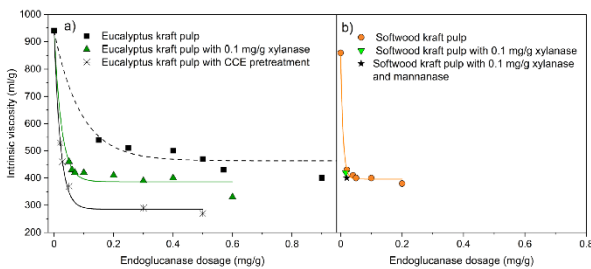 a)
Eucalyptus kraft pulp
Eucalyptus kraft pulp with 0.1 mg/g xylanase
Eucalyptus kraft pulp with CCE pretreatment
b)
Softwood kraft pulp
Softwood kraft pulp with 0.1 mg/g xylanase
Softwood kraft pulp with 0.1 mg/g xylanase
and mannanase
Intrinsic viscosity (ml/g)
1000
900
800
700
600
500
400
300
200
0.0 0.2 0.4 0.6 0.8 0.0 0.2 0.4 0.6 0.8
Endoglucanase dosage (mg/g) Endoglucanase dosage (mg/g)